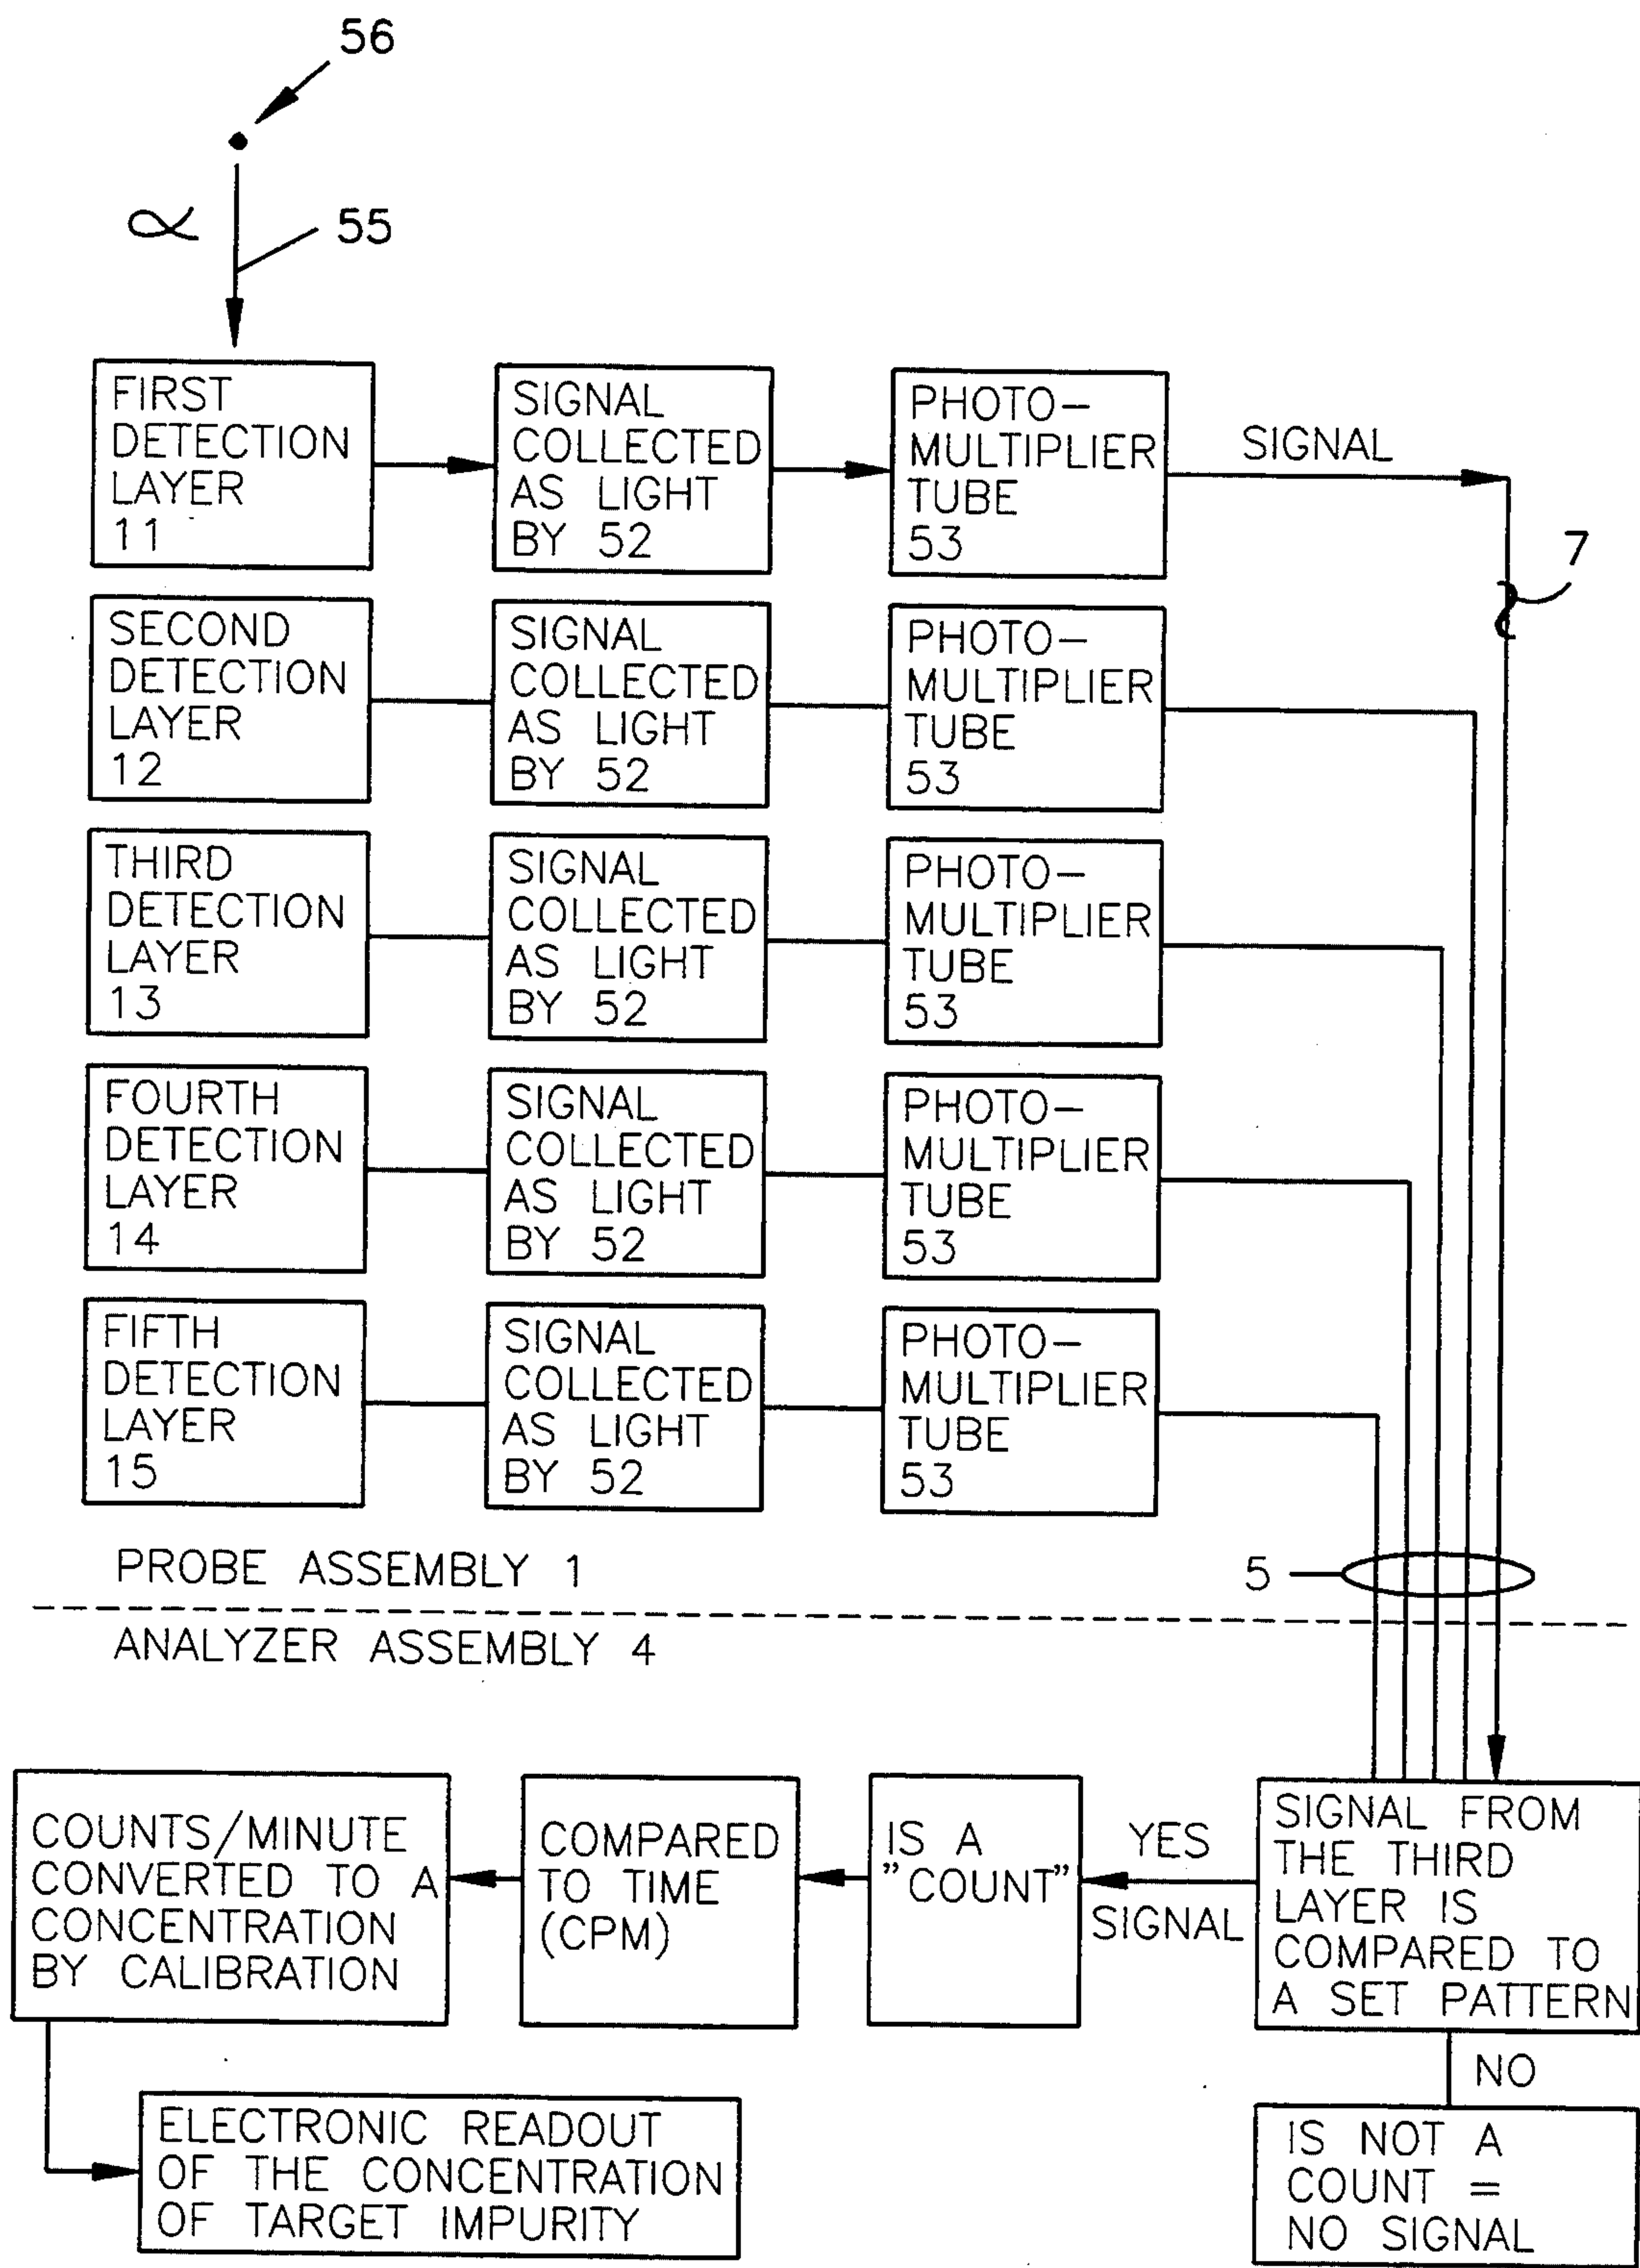 56
α
55
FIRST
DETECTION
LAYER
11
SIGNAL
COLLECTED
AS LIGHT
BY 52
PHOTO-
MULTIPLIER
TUBE
53
SIGNAL
7
SECOND
DETECTION
LAYER
12
SIGNAL
COLLECTED
AS LIGHT
BY 52
PHOTO-
MULTIPLIER
TUBE
53
THIRD
DETECTION
LAYER
13
SIGNAL
COLLECTED
AS LIGHT
BY 52
PHOTO-
MULTIPLIER
TUBE
53
FOURTH
DETECTION
LAYER
14
SIGNAL
COLLECTED
AS LIGHT
BY 52
PHOTO-
MULTIPLIER
TUBE
53
FIFTH
DETECTION
LAYER
15
SIGNAL
COLLECTED
AS LIGHT
BY 52
PHOTO-
MULTIPLIER
TUBE
53
PROBE ASSEMBLY 1
5
ANALYZER ASSEMBLY 4
SIGNAL FROM
THE THIRD
LAYER IS
COMPARED TO
A SET PATTERN
YES
SIGNAL
IS A
"COUNT"
COMPARED
TO TIME
(CPM)
COUNTS/MINUTE
CONVERTED TO A
CONCENTRATION
BY CALIBRATION
NO
IS NOT A
COUNT =
NO SIGNAL
ELECTRONIC READOUT
OF THE CONCENTRATION
OF TARGET IMPURITY